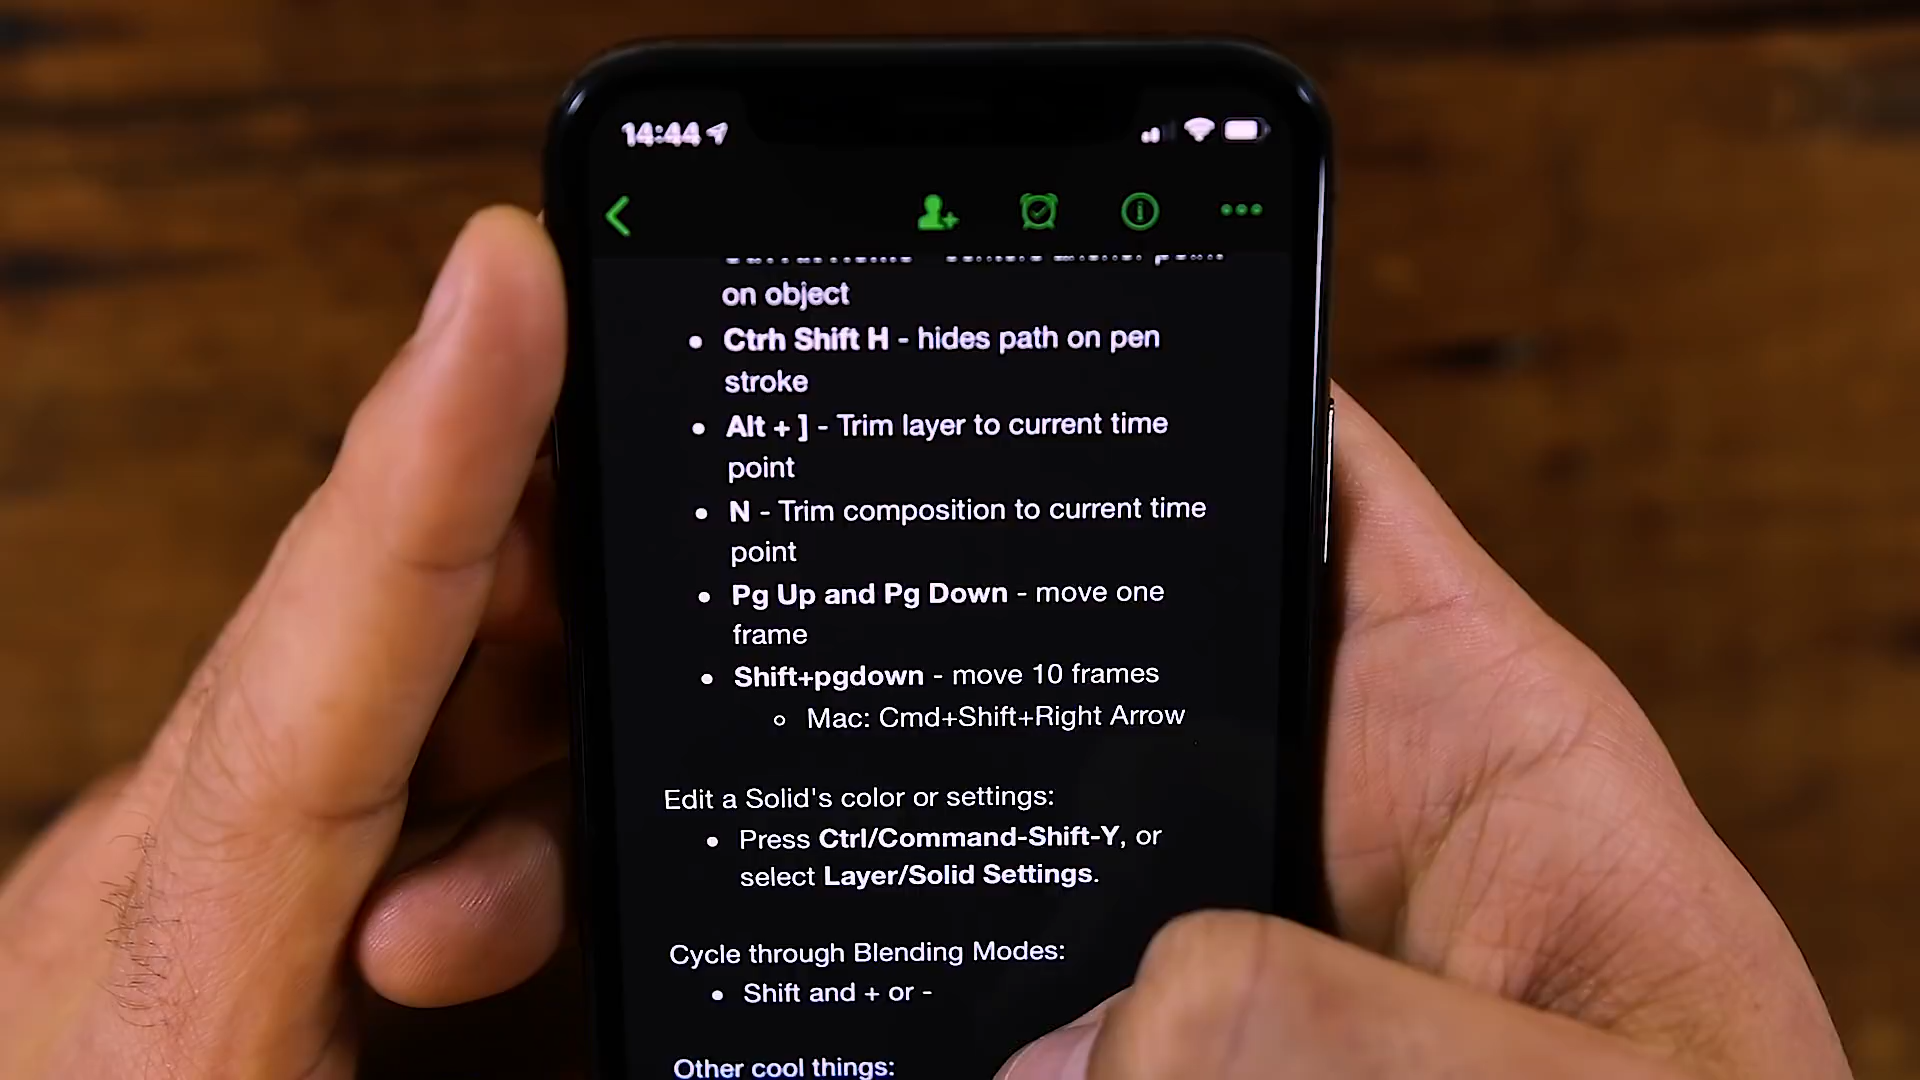 14:44
on object
• Ctrh Shift H - hides path on pen
stroke
• Alt + ] - Trim layer to current time
point
• N - Trim composition to current time
point
• Pg Up and Pg Down - move one
frame
• Shift+pgdown - move 10 frames
◦ Mac: Cmd+Shift+Right Arrow
Edit a Solid's color or settings:
• Press Ctrl/Command-Shift-Y, or
select Layer/Solid Settings.
Cycle through Blending Modes:
• Shift and + or -
Other cool things: